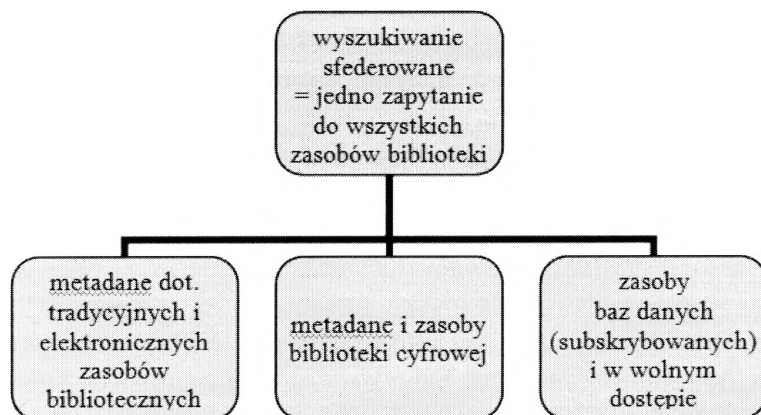 wyszukiwanie
sfederowane
= jedno zapytanie
do wszystkich
zasobów biblioteki
metadane dot.
tradycyjnych i
elektronicznych
zasobów
bibliotecznych
metadane i zasoby
biblioteki cyfrowej
zasoby
baz danych
(subskrybowanych)
i w wolnym
dostępie